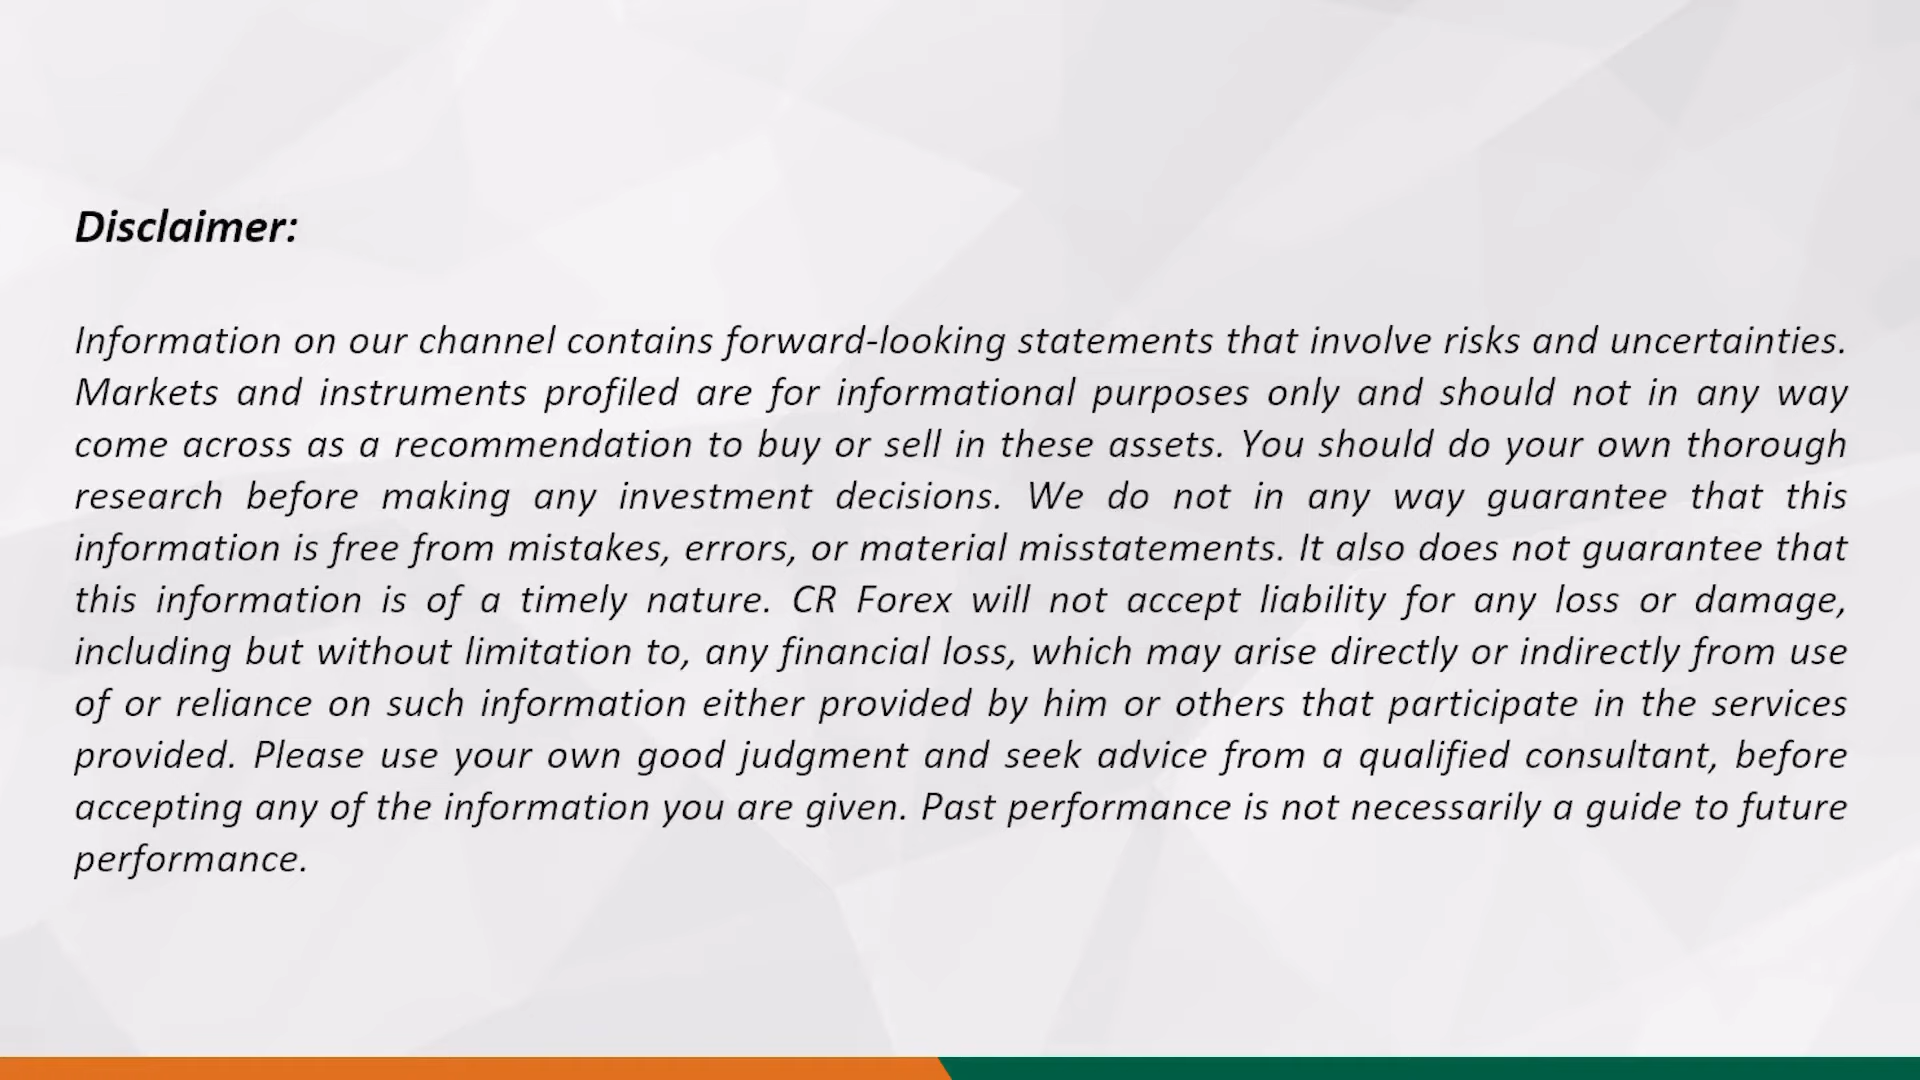 Disclaimer:
Information on our channel contains forward-looking statements that involve risks and uncertainties.
Markets and instruments profiled are for informational purposes only and should not in any way
come across as a recommendation to buy or sell in these assets. You should do your own thorough
research before making any investment decisions. We do not in any way guarantee that this
information is free from mistakes, errors, or material misstatements. It also does not guarantee that
this information is of a timely nature. CR Forex will not accept liability for any loss or damage,
including but without limitation to, any financial loss, which may arise directly or indirectly from use
of or reliance on such information either provided by him or others that participate in the services
provided. Please use your own good judgment and seek advice from a qualified consultant, before
accepting any of the information you are given. Past performance is not necessarily a guide to future
performance.